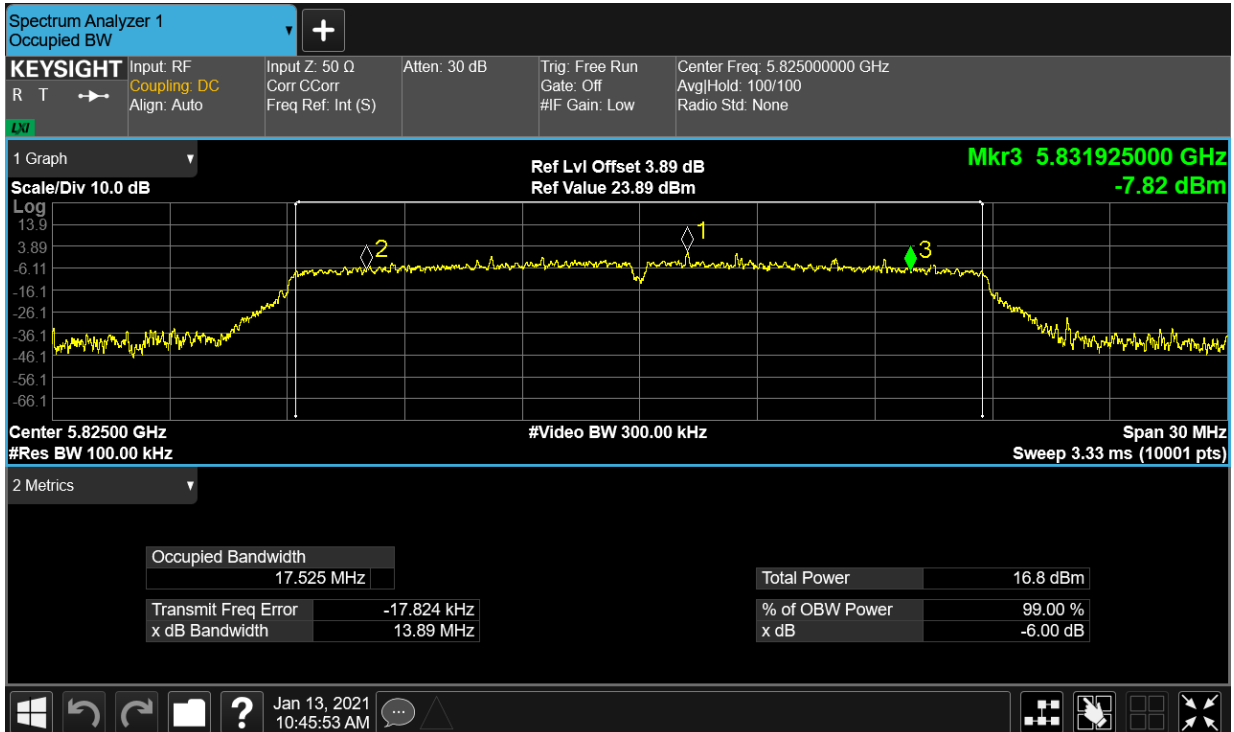 Spectrum Analyzer 1
Occupied BW
KEYSIGHT
R T
LXI
Input: RF
Coupling: DC
Align: Auto
Input Z: 50 Ω
Corr CCorr
Freq Ref: Int (S)
Atten: 30 dB
Trig: Free Run
Gate: Off
#IF Gain: Low
Center Freq: 5.825000000 GHz
Avg|Hold: 100/100
Radio Std: None
1 Graph
Scale/Div 10.0 dB
Ref Lvl Offset 3.89 dB
Ref Value 23.89 dBm
Mkr3 5.831925000 GHz
-7.82 dBm
Log
13.9
3.89
-6.11
-16.1
-26.1
-36.1
-46.1
-56.1
-66.1
2
1
3
Center 5.82500 GHz
#Res BW 100.00 kHz
#Video BW 300.00 kHz
Span 30 MHz
Sweep 3.33 ms (10001 pts)
2 Metrics
Occupied Bandwidth
17.525 MHz
Transmit Freq Error -17.824 kHz
x dB Bandwidth 13.89 MHz
Total Power 16.8 dBm
% of OBW Power 99.00 %
x dB -6.00 dB
?
Jan 13, 2021
10:45:53 AM